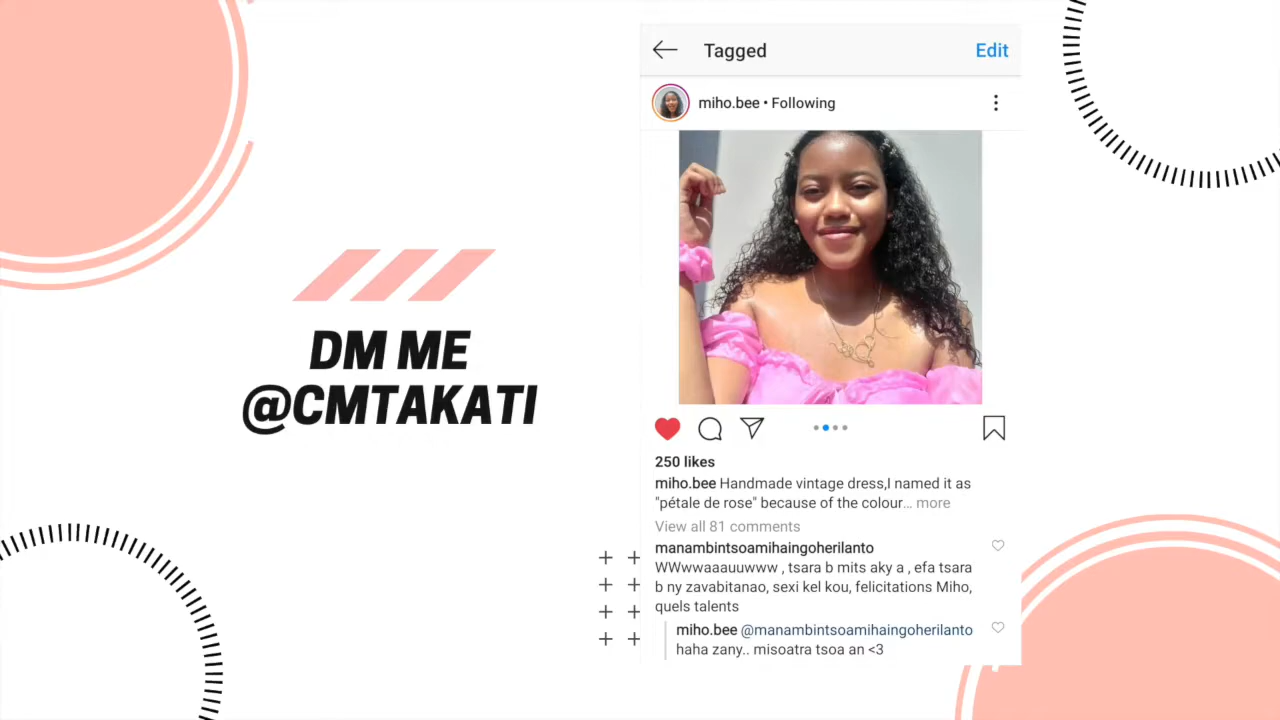 DM ME
@CMTAKATI
Tagged
Edit
miho.bee • Following
250 likes
miho.bee Handmade vintage dress,I named it as
"pétale de rose" because of the colour... more
View all 81 comments
manambintsoamihaingoherilanto
WWwwaaauuwww , tsara b mits aky a , efa tsara
b ny zavabitanao, sexi kel kou, felicitations Miho,
quels talents
miho.bee @manambintsoamihaingoherilanto
haha zany.. misoatra tsoa an <3